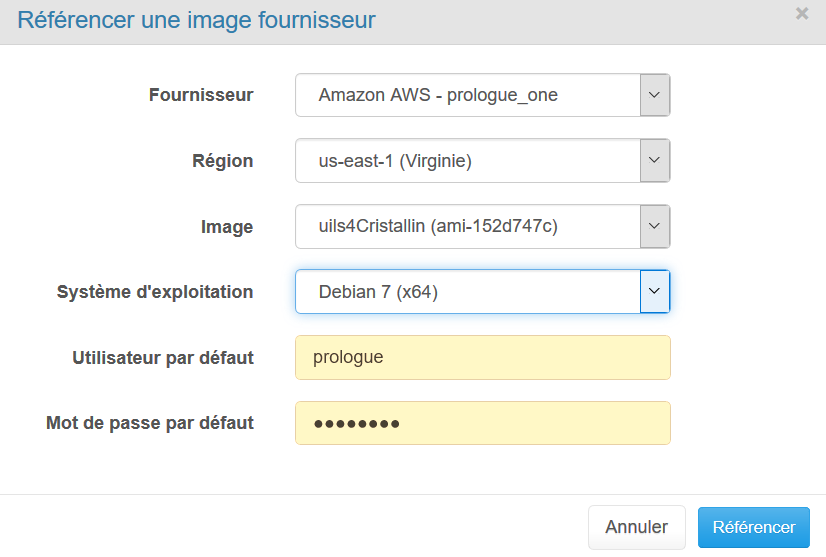 Référencer une image fournisseur ×
Fournisseur Amazon AWS - prologue_one
Région us-east-1 (Virginie)
Image uils4Cristallin (ami-152d747c)
Système d'exploitation Debian 7 (x64)
Utilisateur par défaut prologue
Mot de passe par défaut ●●●●●●●●
Annuler Référencer